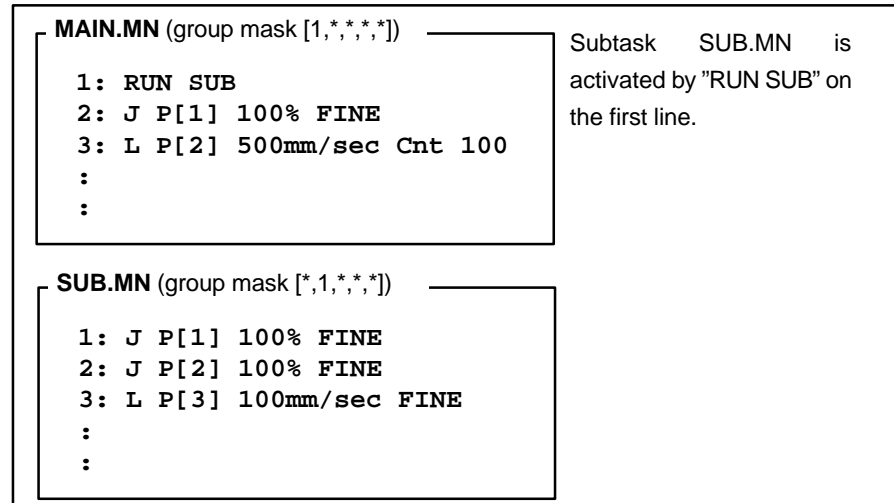 MAIN.MN (group mask [1,*,*,*,*])
1: RUN SUB
2: J P[1] 100% FINE
3: L P[2] 500mm/sec Cnt 100
:
:
Subtask SUB.MN is
activated by ”RUN SUB” on
the first line.
SUB.MN (group mask [*,1,*,*,*])
1: J P[1] 100% FINE
2: J P[2] 100% FINE
3: L P[3] 100mm/sec FINE
:
: